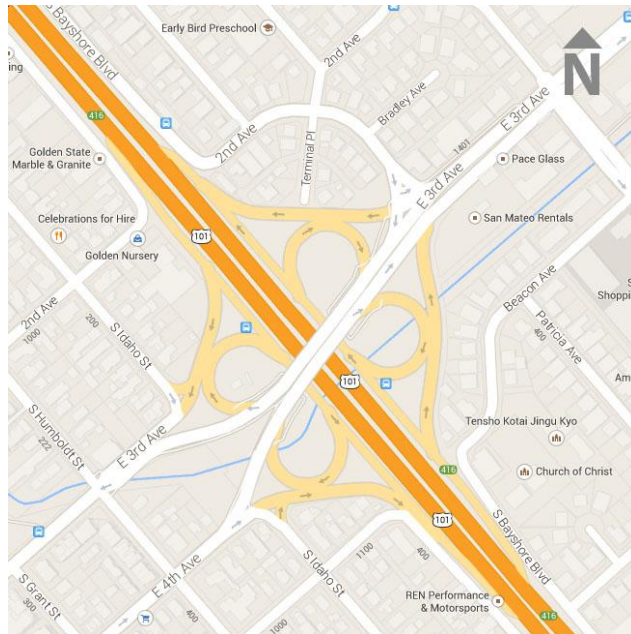 Early Bird Preschool
2nd Ave
S Bayshore Blvd
N
ing
416
Bradley Ave
E 3rd Ave
2nd Ave
Terminal Pl
1401
Golden State
Marble & Granite
Pace Glass
E 3rd Ave
Celebrations for Hire
San Mateo Rentals
101
Golden Nursery
Beacon Ave
S
Shoppi
2nd Ave
200
1000
S Idaho St
Patricia Ave
400
101
Am
S Humboldt St
222
E 3rd Ave
Tensho Kotai Jingu Kyo
416
Church of Christ
101
S Bayshore Blvd
E 4th Ave
S Idaho St
1100
400
S Grant St
300
400
1000
REN Performance
& Motorsports
416